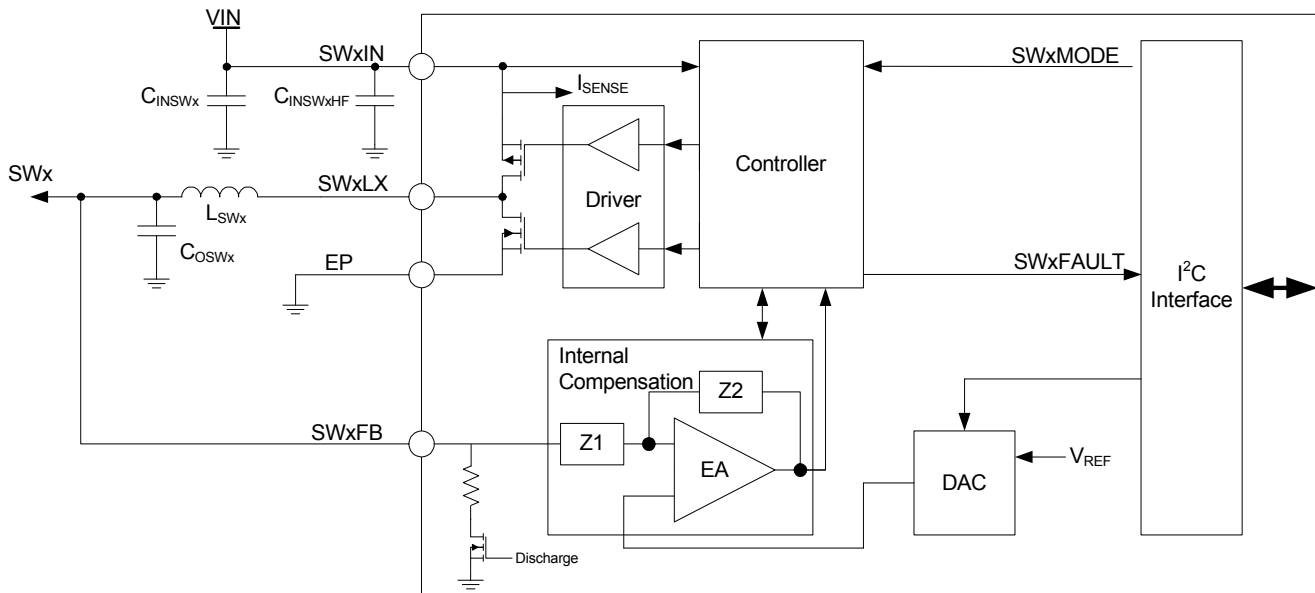 VIN
SWxIN
SWxMODE
CINSWx
CINSWxHF
ISENSE
Controller
SWx
SWxLX
Driver
LSWx
COSWx
EP
SWxFAULT
I²C
Interface
Internal
Compensation
Z2
SWxFB
Z1
EA
VREF
DAC
Discharge